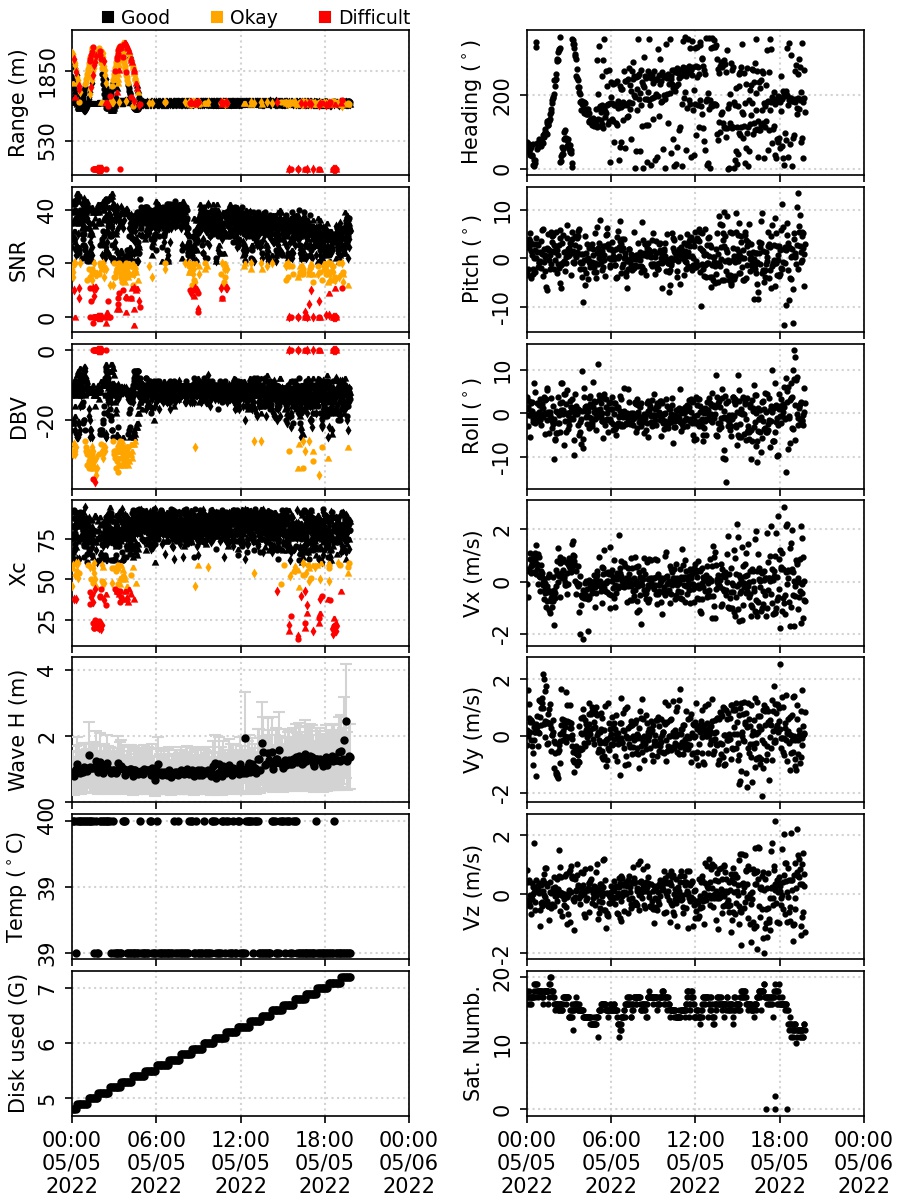 Good Okay Difficult
Range (m)
1850
530
SNR
40
20
0
DBV
0
-20
Xc
75
50
25
Wave H (m)
4
2
0
Temp (°C)
40
39
39
Disk used (G)
7
6
5
00:00 06:00 12:00 18:00 00:00
05/05 05/05 05/05 05/05 05/06
2022 2022 2022 2022 2022
Heading (°)
200
0
Pitch (°)
10
0
-10
Roll (°)
10
0
-10
Vx (m/s)
2
0
-2
Vy (m/s)
2
0
-2
Vz (m/s)
2
0
-2
Sat. Numb.
20
10
0
00:00 06:00 12:00 18:00 00:00
05/05 05/05 05/05 05/05 05/06
2022 2022 2022 2022 2022